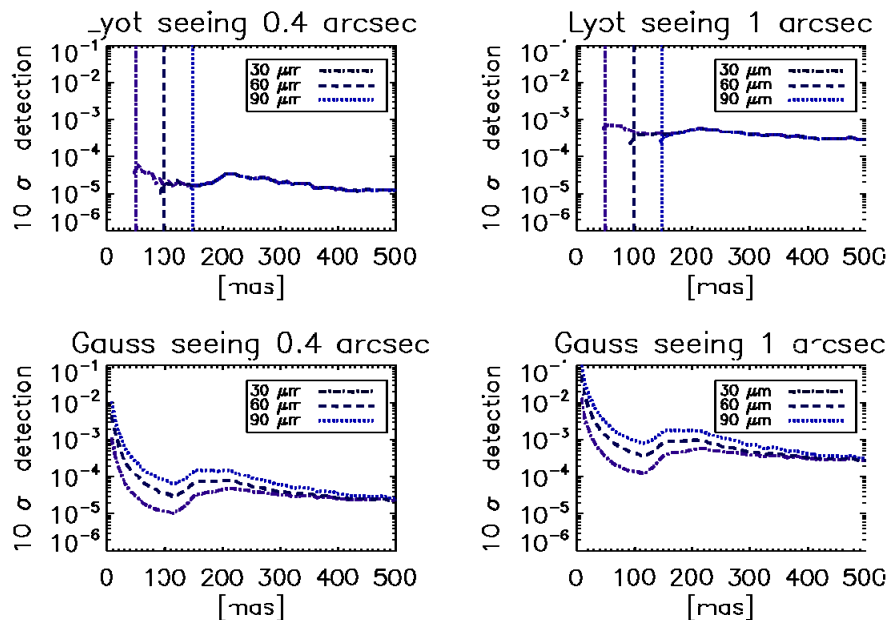 Lyot seeing 0.4 arcsec
10⁻¹
10⁻²
10⁻³
10⁻⁴
10⁻⁵
10⁻⁶
10 σ detection
30 μm
60 μm
90 μm
0 100 200 300 400 500
[mas]
Lyot seeing 1 arcsec
10⁻¹
10⁻²
10⁻³
10⁻⁴
10⁻⁵
10⁻⁶
10 σ detection
30 μm
60 μm
90 μm
0 100 200 300 400 500
[mas]
Gauss seeing 0.4 arcsec
10⁻¹
10⁻²
10⁻³
10⁻⁴
10⁻⁵
10⁻⁶
10 σ detection
30 μm
60 μm
90 μm
0 100 200 300 400 500
[mas]
Gauss seeing 1 arcsec
10⁻¹
10⁻²
10⁻³
10⁻⁴
10⁻⁵
10⁻⁶
10 σ detection
30 μm
60 μm
90 μm
0 100 200 300 400 500
[mas]